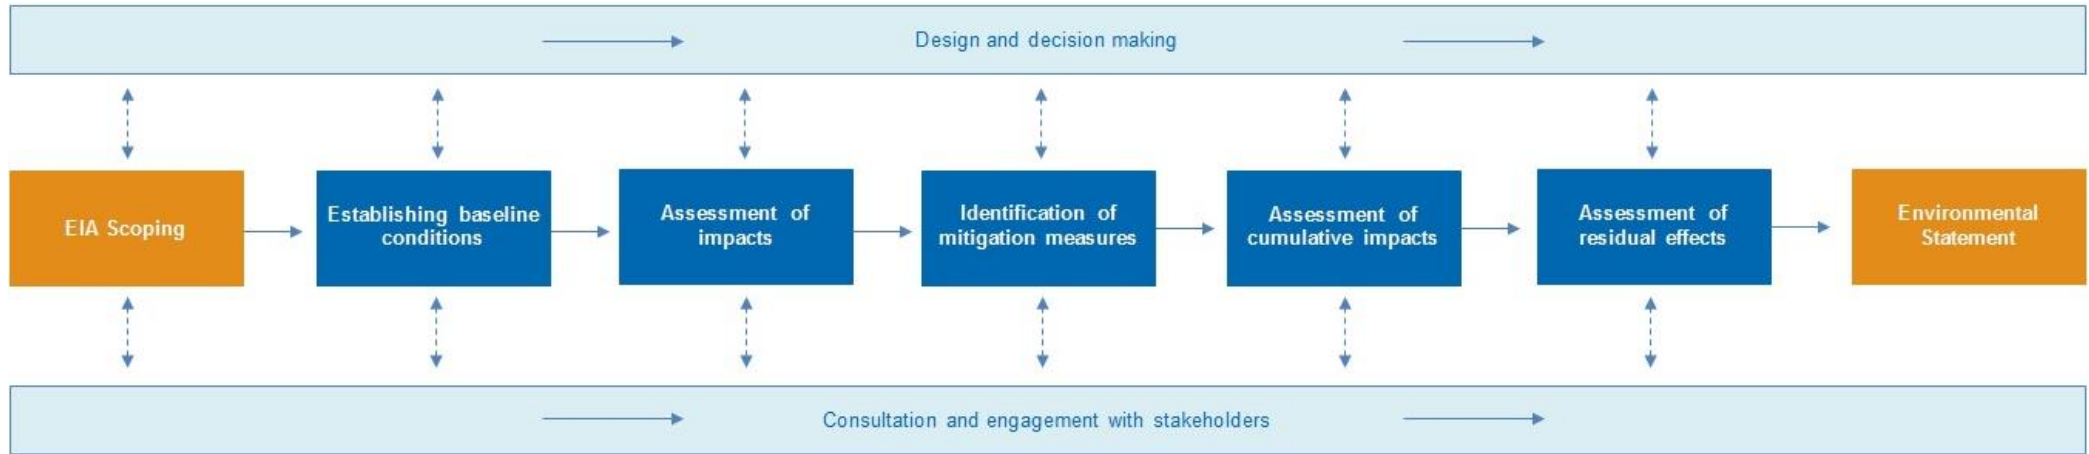 Design and decision making
EIA Scoping
Establishing baseline
conditions
Assessment of
impacts
Identification of
mitigation measures
Assessment of
cumulative impacts
Assessment of
residual effects
Environmental
Statement
Consultation and engagement with stakeholders